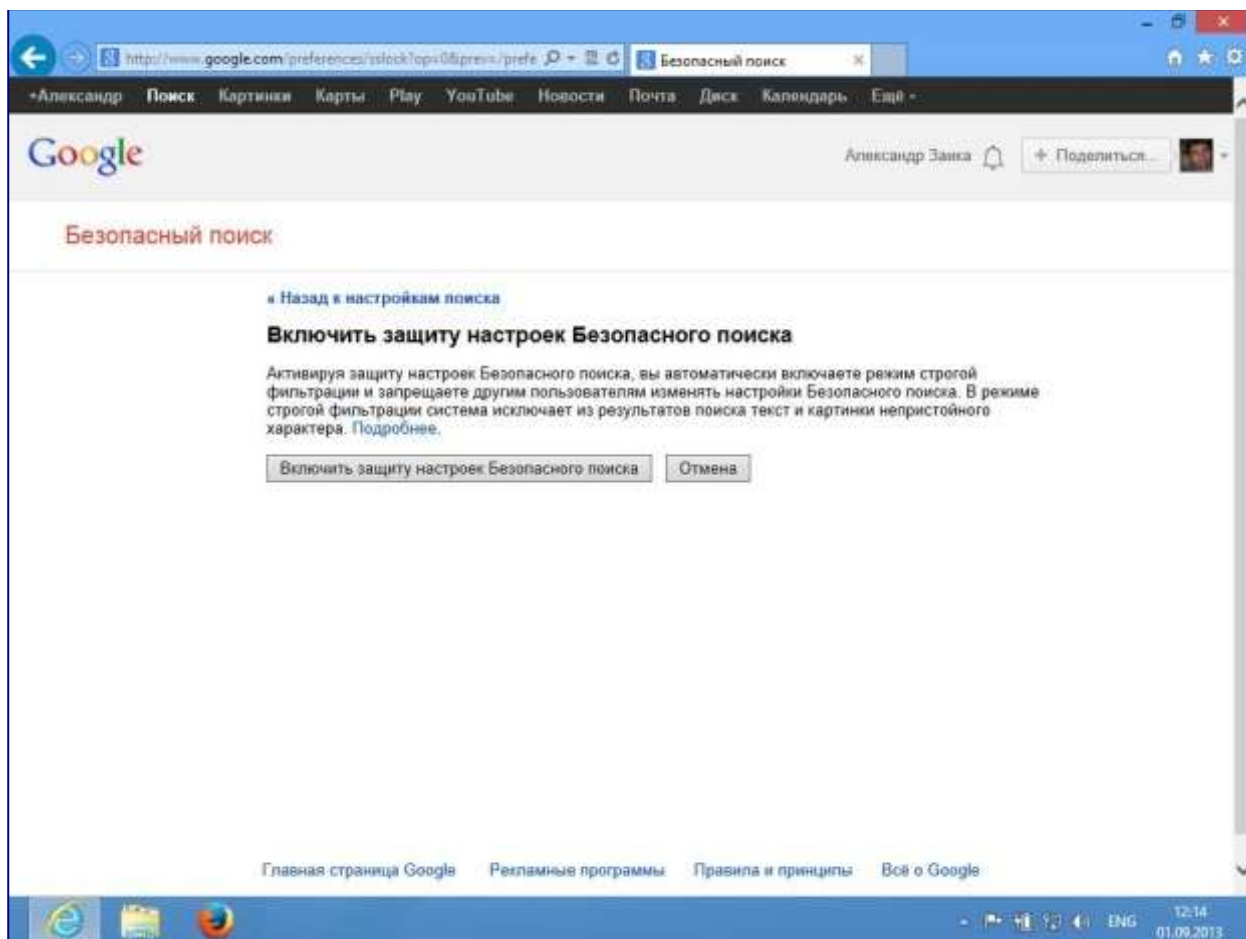 http://www.google.com/preferences/sslock?op=0&prev=/prefe
Безопасный поиск
+Александр Поиск Картинки Карты Play YouTube Новости Почта Диск Календарь Ещё
Google
Александр Заика
+ Поделиться...
Безопасный поиск
« Назад к настройкам поиска
Включить защиту настроек Безопасного поиска
Активируя защиту настроек Безопасного поиска, вы автоматически включаете режим строгой
фильтрации и запрещаете другим пользователям изменять настройки Безопасного поиска. В режиме
строгой фильтрации система исключает из результатов поиска текст и картинки непристойного
характера. Подробнее.
Включить защиту настроек Безопасного поиска Отмена
Главная страница Google Рекламные программы Правила и принципы Всё о Google
ENG
12:14
01.09.2013